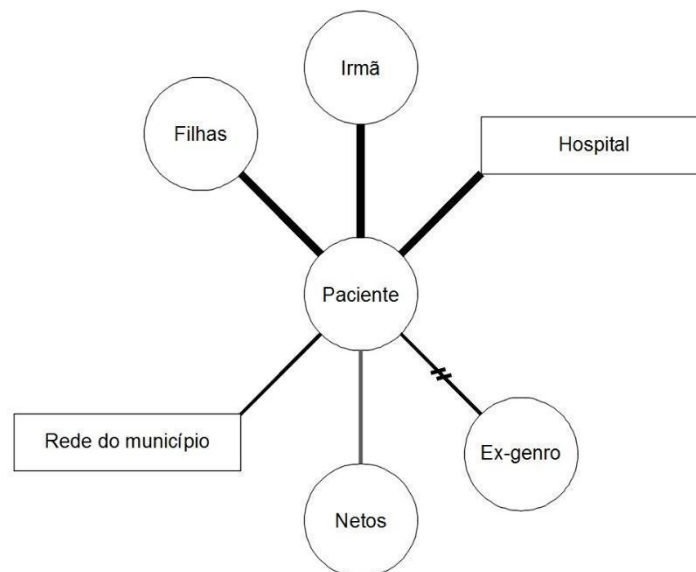 Irmã
Filhas
Hospital
Paciente
Rede do município
Ex-genro
Netos